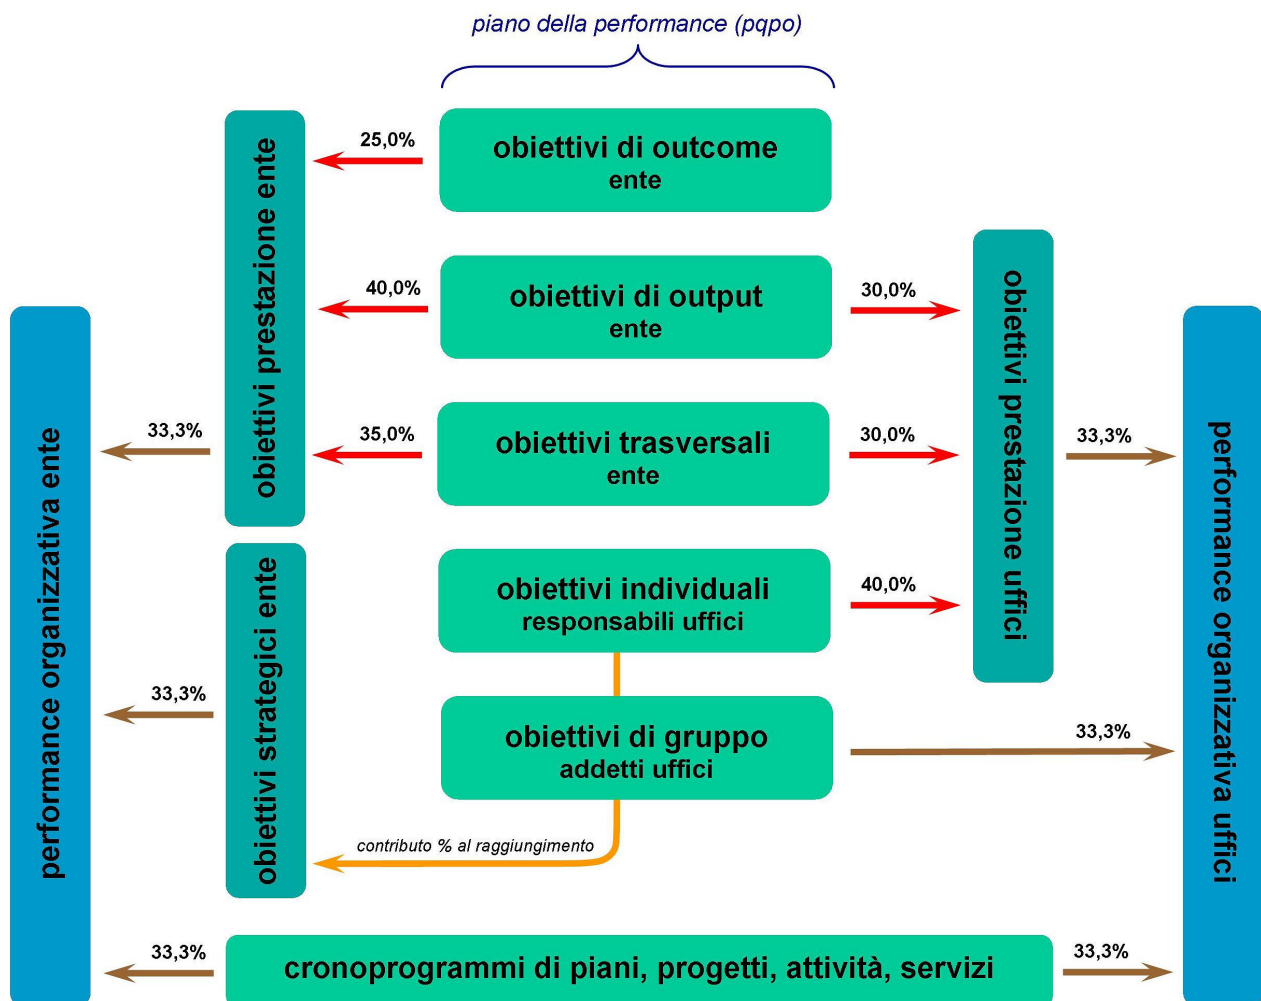 piano della performance (pqpo)
obiettivi di outcome
ente
25,0%
obiettivi prestazione ente
obiettivi di output
ente
40,0%
30,0%
obiettivi prestazione uffici
obiettivi trasversali
ente
35,0%
30,0%
33,3%
33,3%
performance organizzativa ente
performance organizzativa uffici
obiettivi individuali
responsabili uffici
40,0%
obiettivi strategici ente
33,3%
obiettivi di gruppo
addetti uffici
33,3%
contributo % al raggiungimento
33,3%
cronoprogrammi di piani, progetti, attività, servizi
33,3%